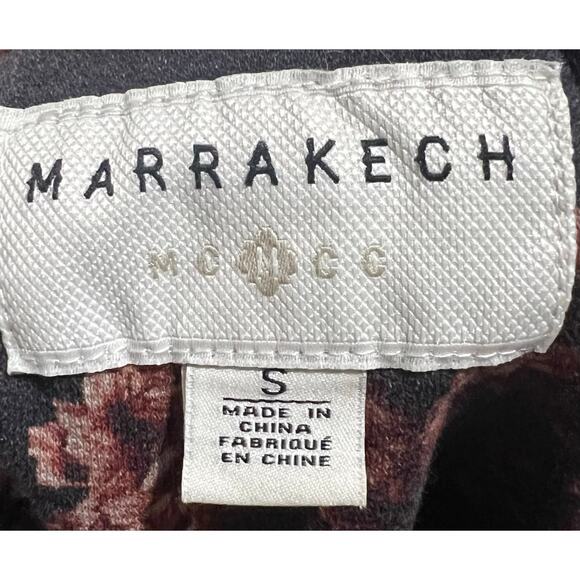 MARRAKECH
MC CC
S
MADE IN
CHINA
FABRIQUÉ
EN CHINE